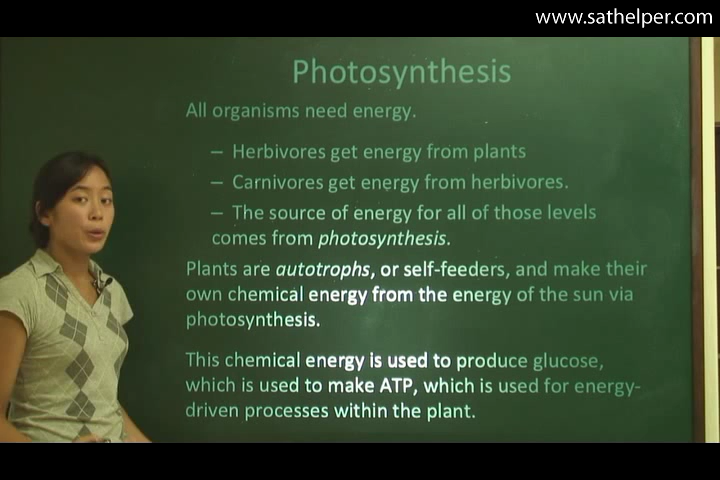 www.sathelper.com
Photosynthesis
All organisms need energy.
– Herbivores get energy from plants
– Carnivores get energy from herbivores.
– The source of energy for all of those levels
comes from photosynthesis.
Plants are autotrophs, or self-feeders, and make their
own chemical energy from the energy of the sun via
photosynthesis.
This chemical energy is used to produce glucose,
which is used to make ATP, which is used for energy-
driven processes within the plant.